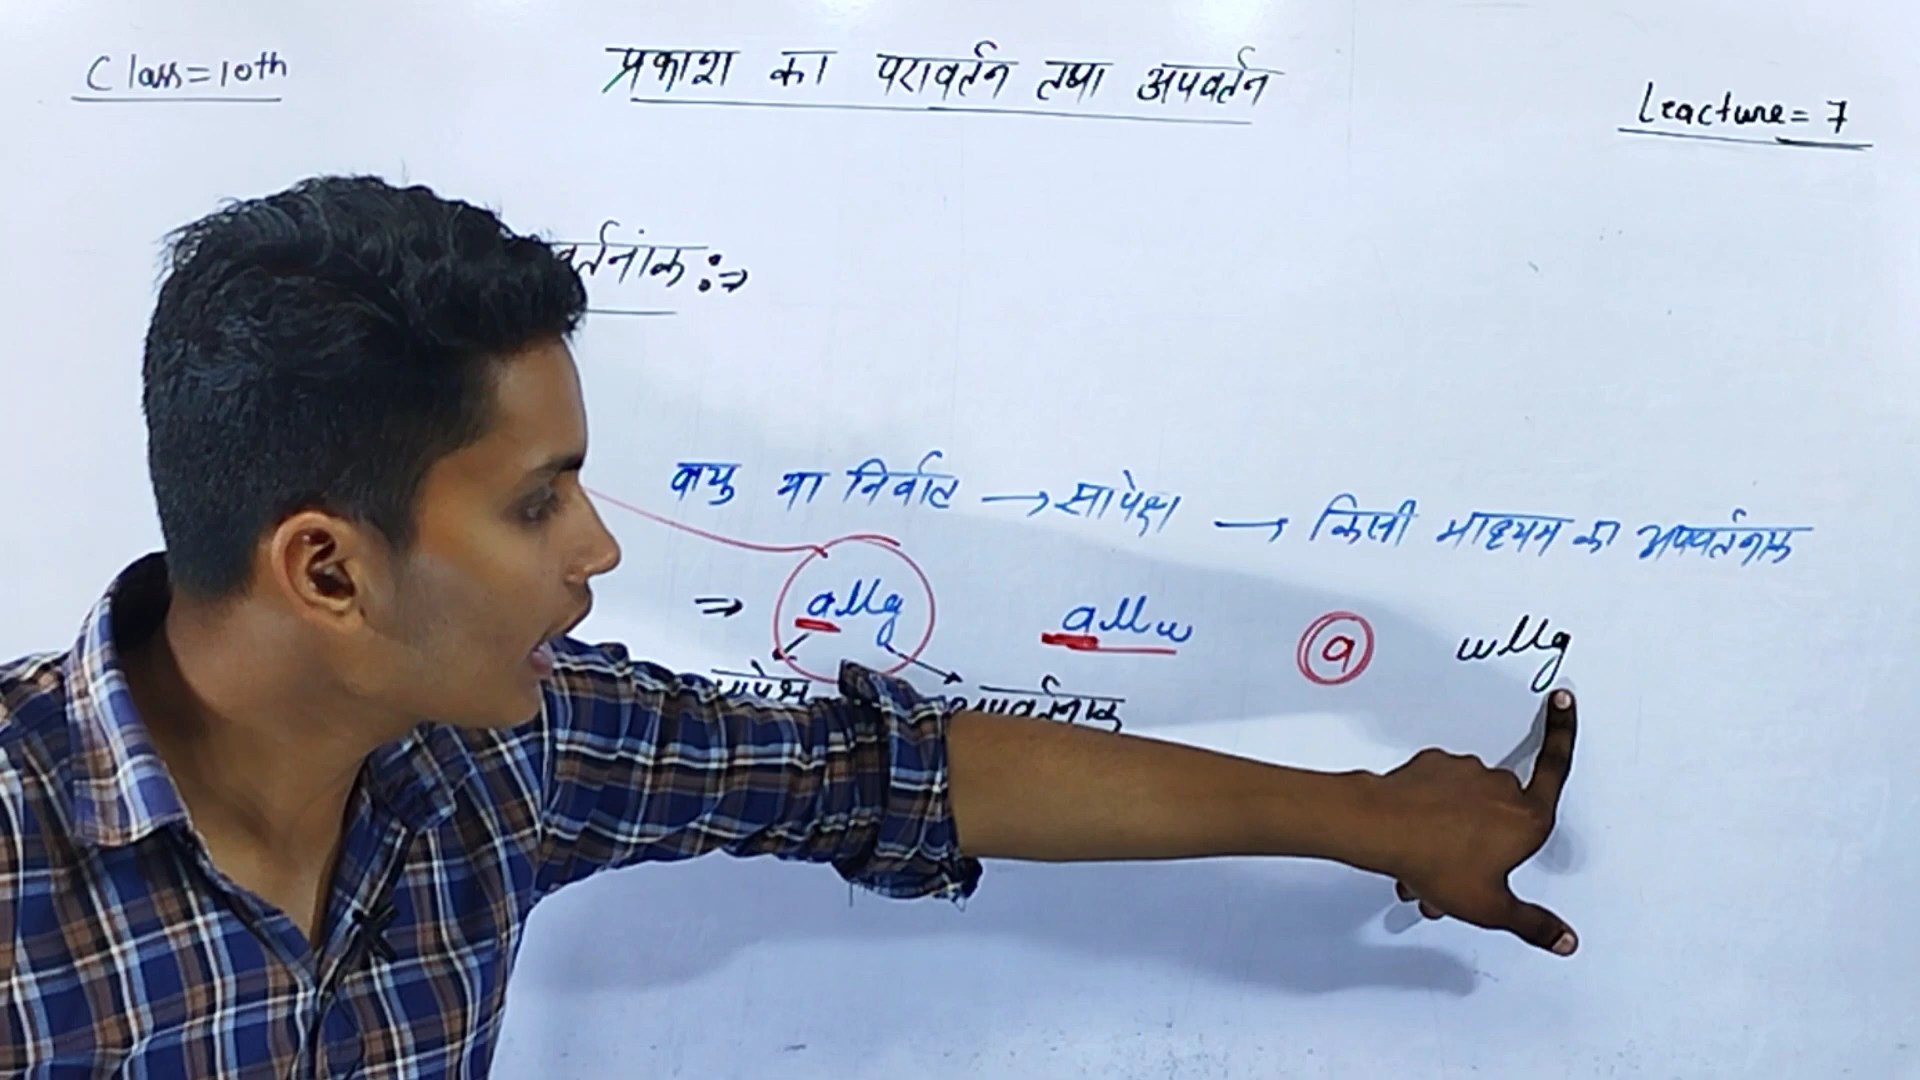 Class=10th
प्रकाश का परावर्तन तथा अपवर्तन
Leacture=7
र्तनांक:⇒
वायु या निर्वात → सापेक्ष → किसी माध्यम का अपवर्तनांक
⇒ aμg aμw a wμg
सापेक्ष अपवर्तनांक